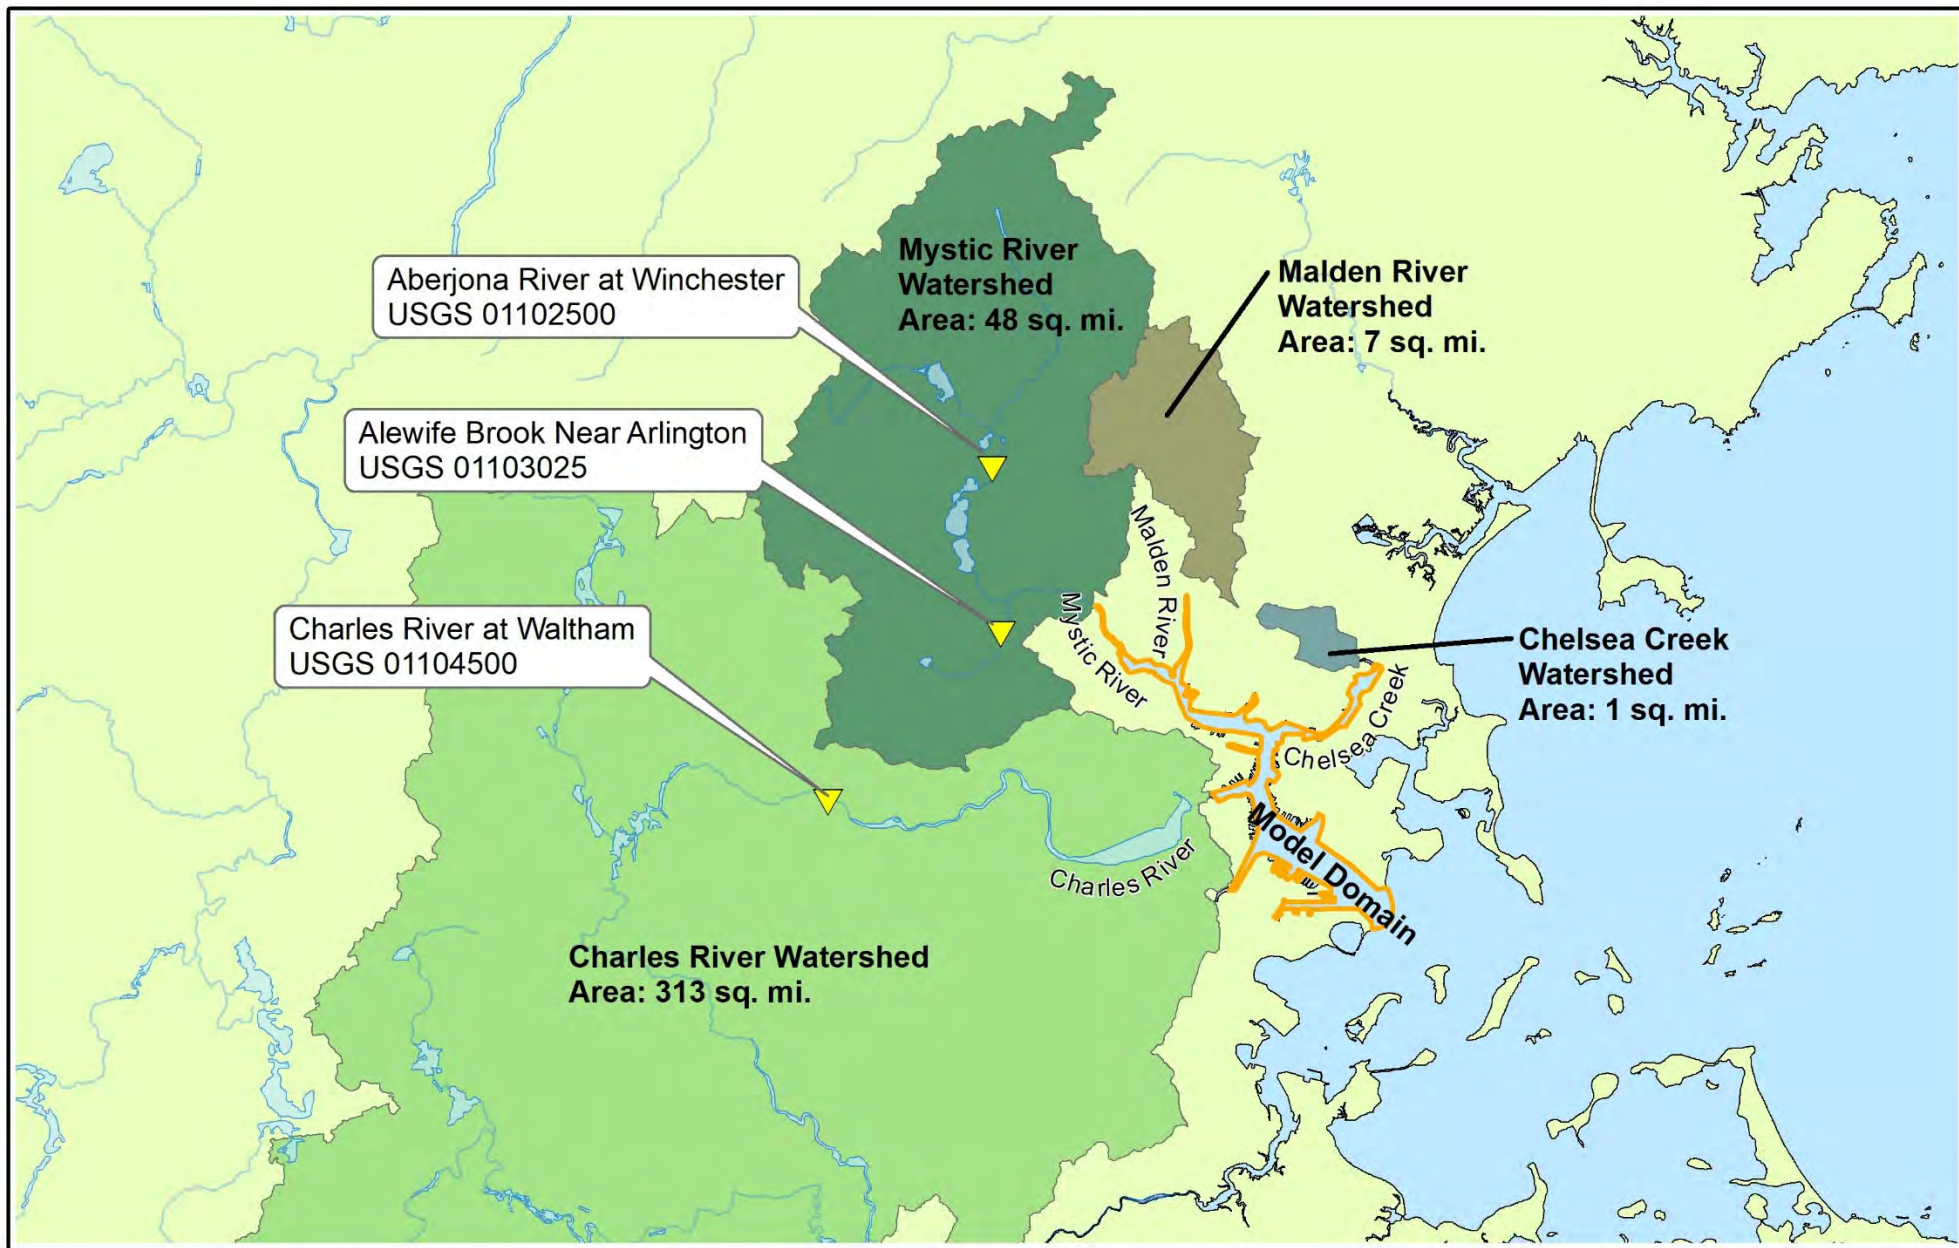 Mystic River
Watershed
Area: 48 sq. mi.
Aberjona River at Winchester
USGS 01102500
Malden River
Watershed
Area: 7 sq. mi.
Alewife Brook Near Arlington
USGS 01103025
Malden River
Mystic River
Charles River at Waltham
USGS 01104500
Chelsea Creek
Watershed
Area: 1 sq. mi.
Chelsea Creek
Charles River
Model Domain
Charles River Watershed
Area: 313 sq. mi.